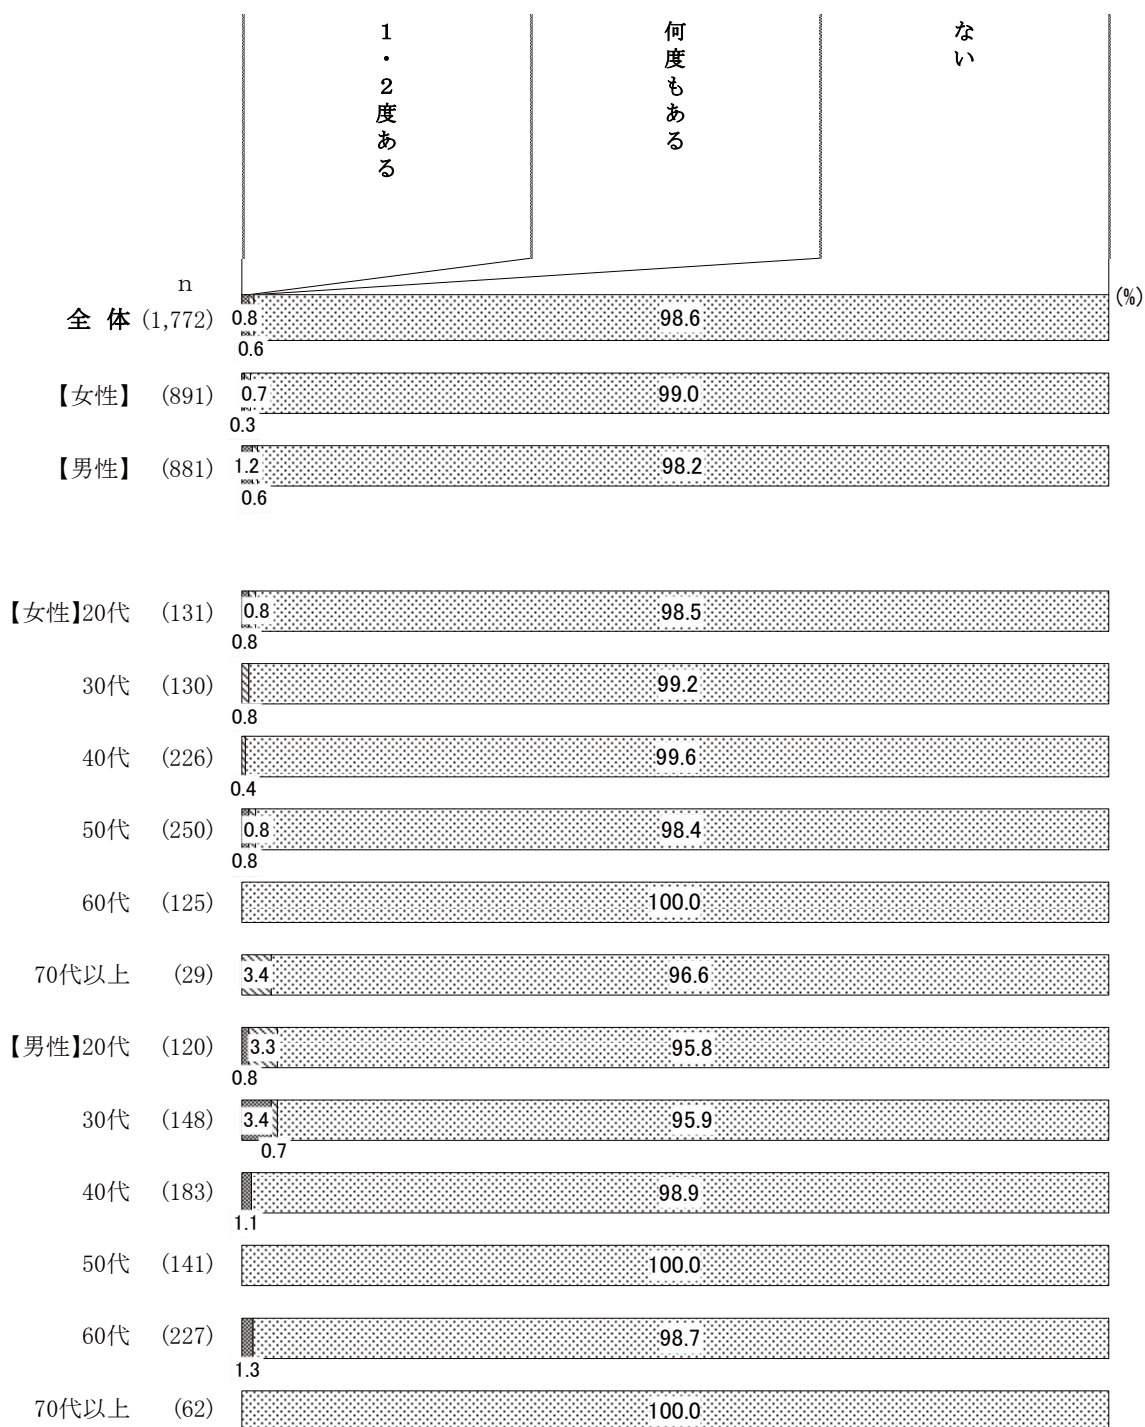 1・2度ある
何度もある
ない
n
(%)
全 体 (1,772) 0.8 98.6
0.6
【女性】 (891) 0.7 99.0
0.3
【男性】 (881) 1.2 98.2
0.6
【女性】20代 (131) 0.8 98.5
0.8
30代 (130) 99.2
0.8
40代 (226) 99.6
0.4
50代 (250) 0.8 98.4
0.8
60代 (125) 100.0
70代以上 (29) 3.4 96.6
【男性】20代 (120) 3.3 95.8
0.8
30代 (148) 3.4 95.9
0.7
40代 (183) 98.9
1.1
50代 (141) 100.0
60代 (227) 98.7
1.3
70代以上 (62) 100.0